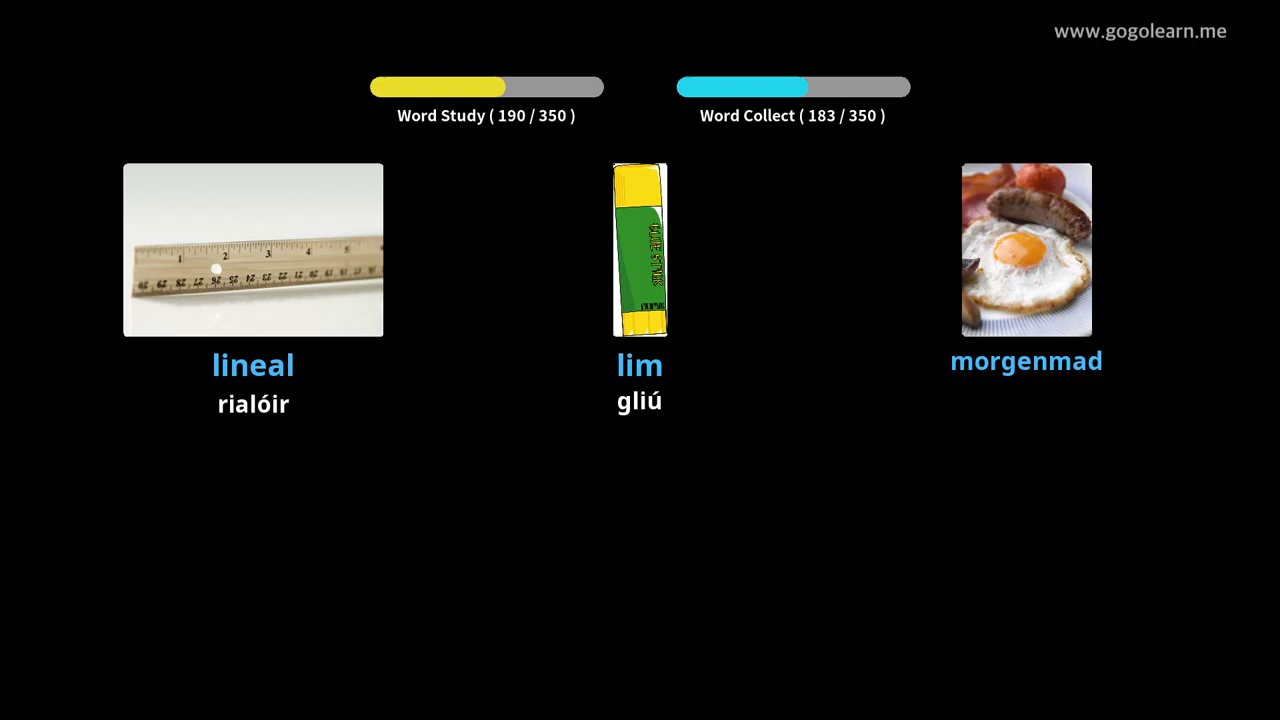 www.gogolearn.me
Word Study ( 190 / 350 )
Word Collect ( 183 / 350 )
lineal
rialóir
lim
gliú
morgenmad